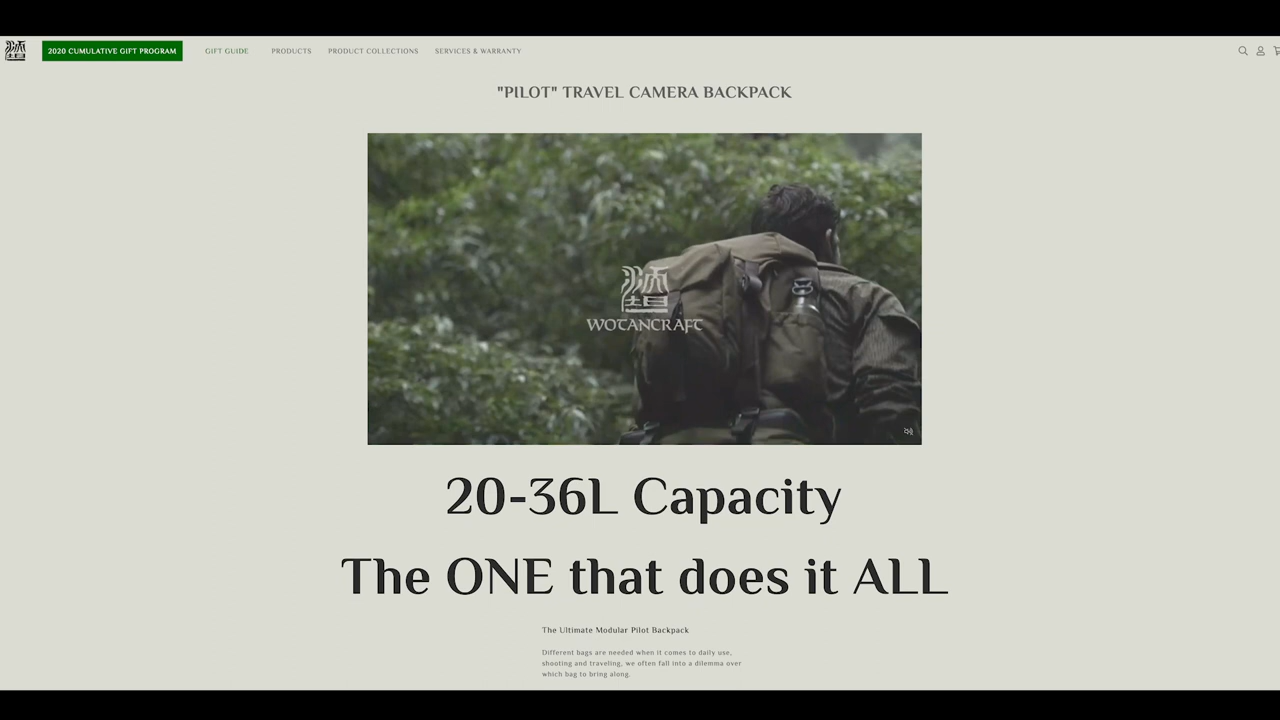 2020 CUMULATIVE GIFT PROGRAM GIFT GUIDE PRODUCTS PRODUCT COLLECTIONS SERVICES & WARRANTY
"PILOT" TRAVEL CAMERA BACKPACK
WOTANCRAFT
20-36L Capacity
The ONE that does it ALL
The Ultimate Modular Pilot Backpack
Different bags are needed when it comes to daily use,
shooting and traveling, we often fall into a dilemma over
which bag to bring along.